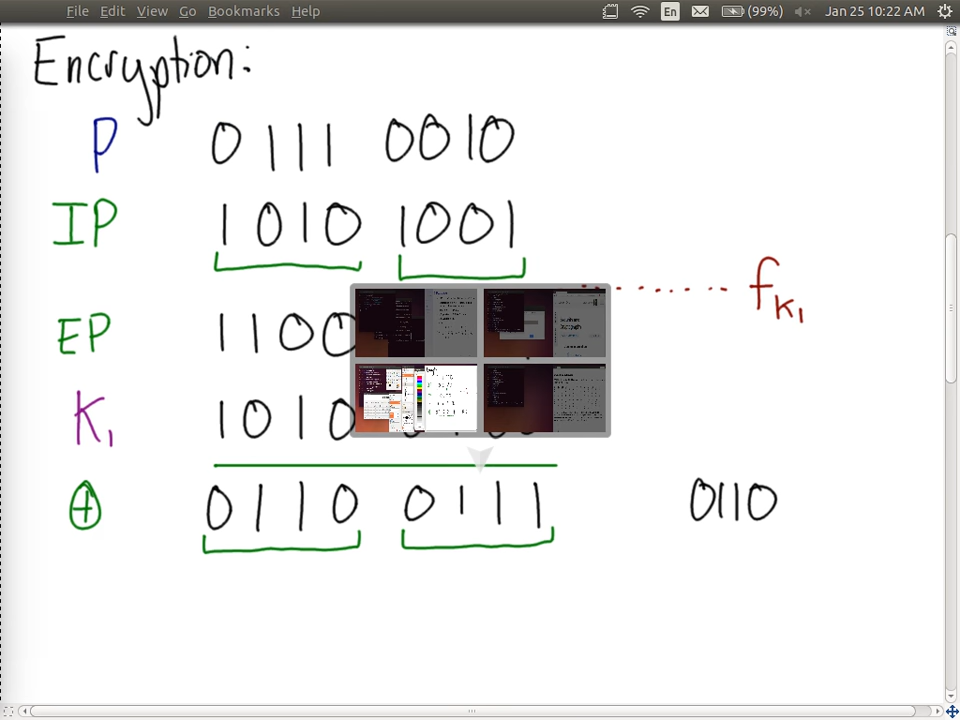 File Edit View Go Bookmarks Help En (99%) Jan 25 10:22 AM
Encryption:
P 0111 0010
IP 1010 1001
f K1
EP 1100
K1 1010
⊕ 0110 0111 0110